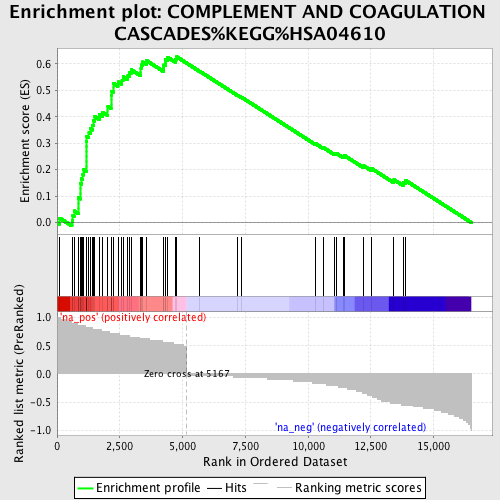 Enrichment plot: COMPLEMENT AND COAGULATION
CASCADES%KEGG%HSA04610
Enrichment score (ES)
0.6
0.5
0.4
0.3
0.2
0.1
0.0
'na_pos' (positively correlated)
Ranked list metric (PreRanked)
1.0
0.5
0.0
-0.5
-1.0
Zero cross at 5167
'na_neg' (negatively correlated)
0 2,500 5,000 7,500 10,000 12,500 15,000
Rank in Ordered Dataset
Enrichment profile Hits Ranking metric scores